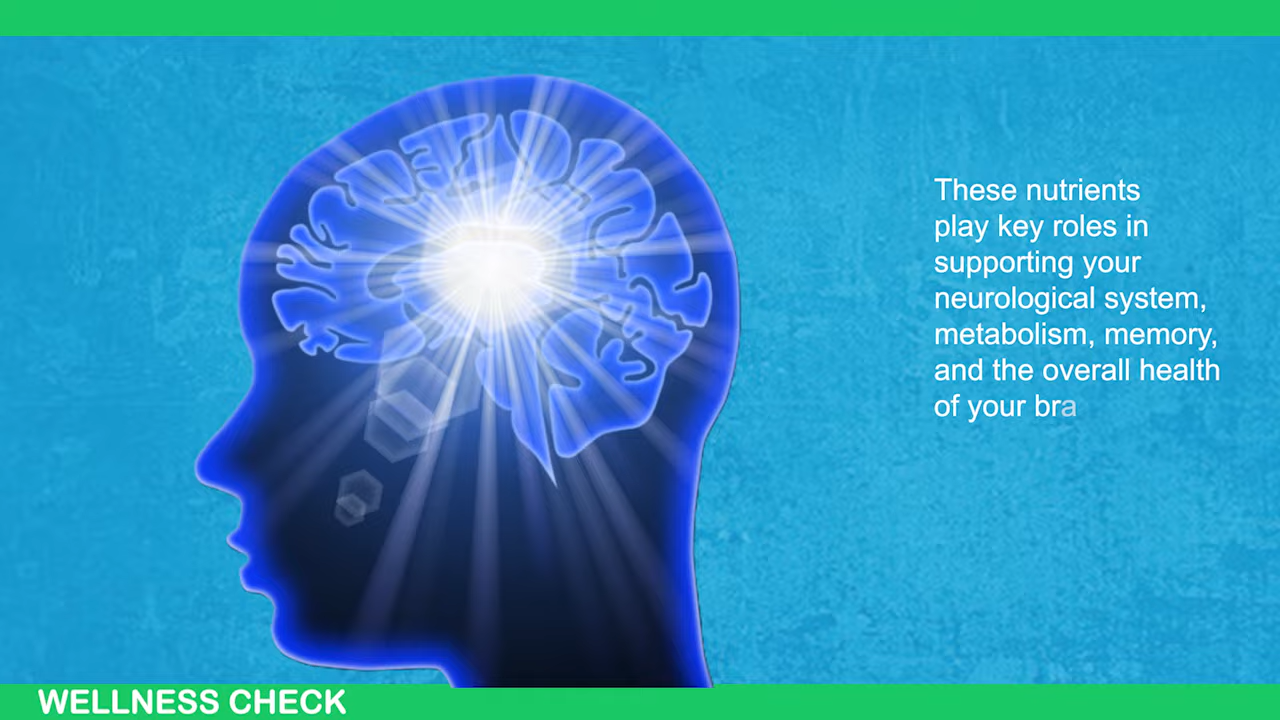 These nutrients
play key roles in
supporting your
neurological system,
metabolism, memory,
and the overall health
of your bra
WELLNESS CHECK